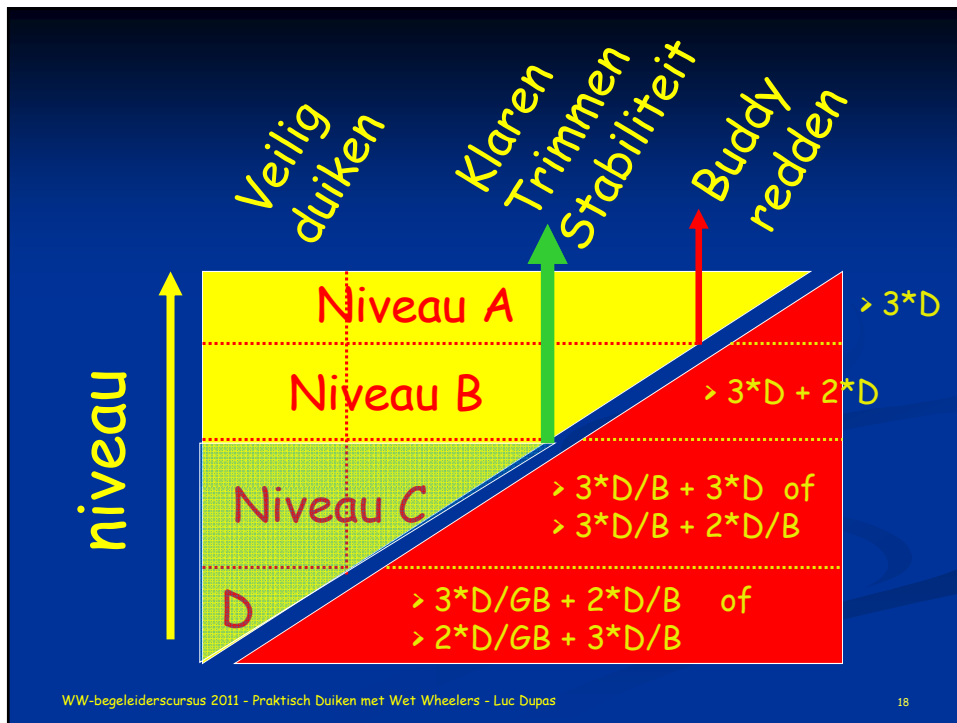 Veilig
duiken
Klaren
Trimmen
Stabiliteit
Buddy
redden
niveau
Niveau A
> 3*D
Niveau B
> 3*D + 2*D
Niveau C
> 3*D/B + 3*D of
> 3*D/B + 2*D/B
D
> 3*D/GB + 2*D/B of
> 2*D/GB + 3*D/B
WW-begeleiderscursus 2011 - Praktisch Duiken met Wet Wheelers - Luc Dupas
18